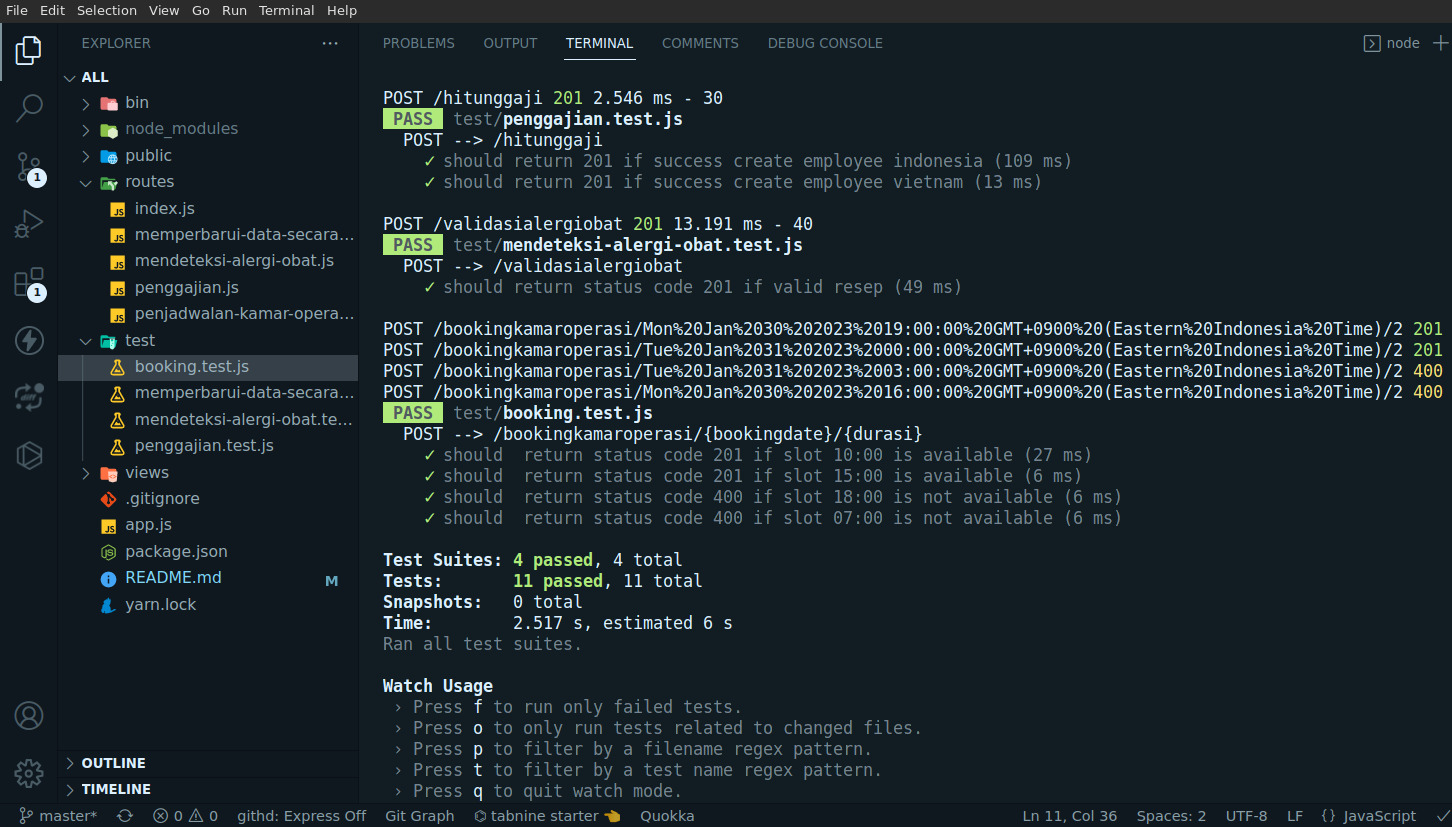 File Edit Selection View Go Run Terminal Help
EXPLORER ···
ALL
bin
node_modules
public
1
routes
index.js
memperbarui-data-secara...
mendeteksi-alergi-obat.js
penggajian.js
1
penjadwalan-kamar-opera...
test
booking.test.js
memperbarui-data-secara...
mendeteksi-alergi-obat.te...
penggajian.test.js
views
.gitignore
app.js
package.json
README.md M
yarn.lock
OUTLINE
TIMELINE
PROBLEMS OUTPUT TERMINAL COMMENTS DEBUG CONSOLE node
POST /hitunggaji 201 2.546 ms - 30
PASS test/penggajian.test.js
POST --> /hitunggaji
✓ should return 201 if success create employee indonesia (109 ms)
✓ should return 201 if success create employee vietnam (13 ms)
POST /validasialergiobat 201 13.191 ms - 40
PASS test/mendeteksi-alergi-obat.test.js
POST --> /validasialergiobat
✓ should return status code 201 if valid resep (49 ms)
POST /bookingkamaroperasi/Mon%20Jan%2030%202023%2019:00:00%20GMT+0900%20(Eastern%20Indonesia%20Time)/2 201
POST /bookingkamaroperasi/Tue%20Jan%2031%202023%2000:00:00%20GMT+0900%20(Eastern%20Indonesia%20Time)/2 201
POST /bookingkamaroperasi/Tue%20Jan%2031%202023%2003:00:00%20GMT+0900%20(Eastern%20Indonesia%20Time)/2 400
POST /bookingkamaroperasi/Mon%20Jan%2030%202023%2016:00:00%20GMT+0900%20(Eastern%20Indonesia%20Time)/2 400
PASS test/booking.test.js
POST --> /bookingkamaroperasi/{bookingdate}/{durasi}
✓ should  return status code 201 if slot 10:00 is available (27 ms)
✓ should  return status code 201 if slot 15:00 is available (6 ms)
✓ should  return status code 400 if slot 18:00 is not available (6 ms)
✓ should  return status code 400 if slot 07:00 is not available (6 ms)
Test Suites: 4 passed, 4 total
Tests: 11 passed, 11 total
Snapshots: 0 total
Time: 2.517 s, estimated 6 s
Ran all test suites.
Watch Usage
› Press f to run only failed tests.
› Press o to only run tests related to changed files.
› Press p to filter by a filename regex pattern.
› Press t to filter by a test name regex pattern.
› Press q to quit watch mode.
master* 0 0 githd: Express Off Git Graph tabnine starter 👈 Quokka Ln 11, Col 36 Spaces: 2 UTF-8 LF {} JavaScript